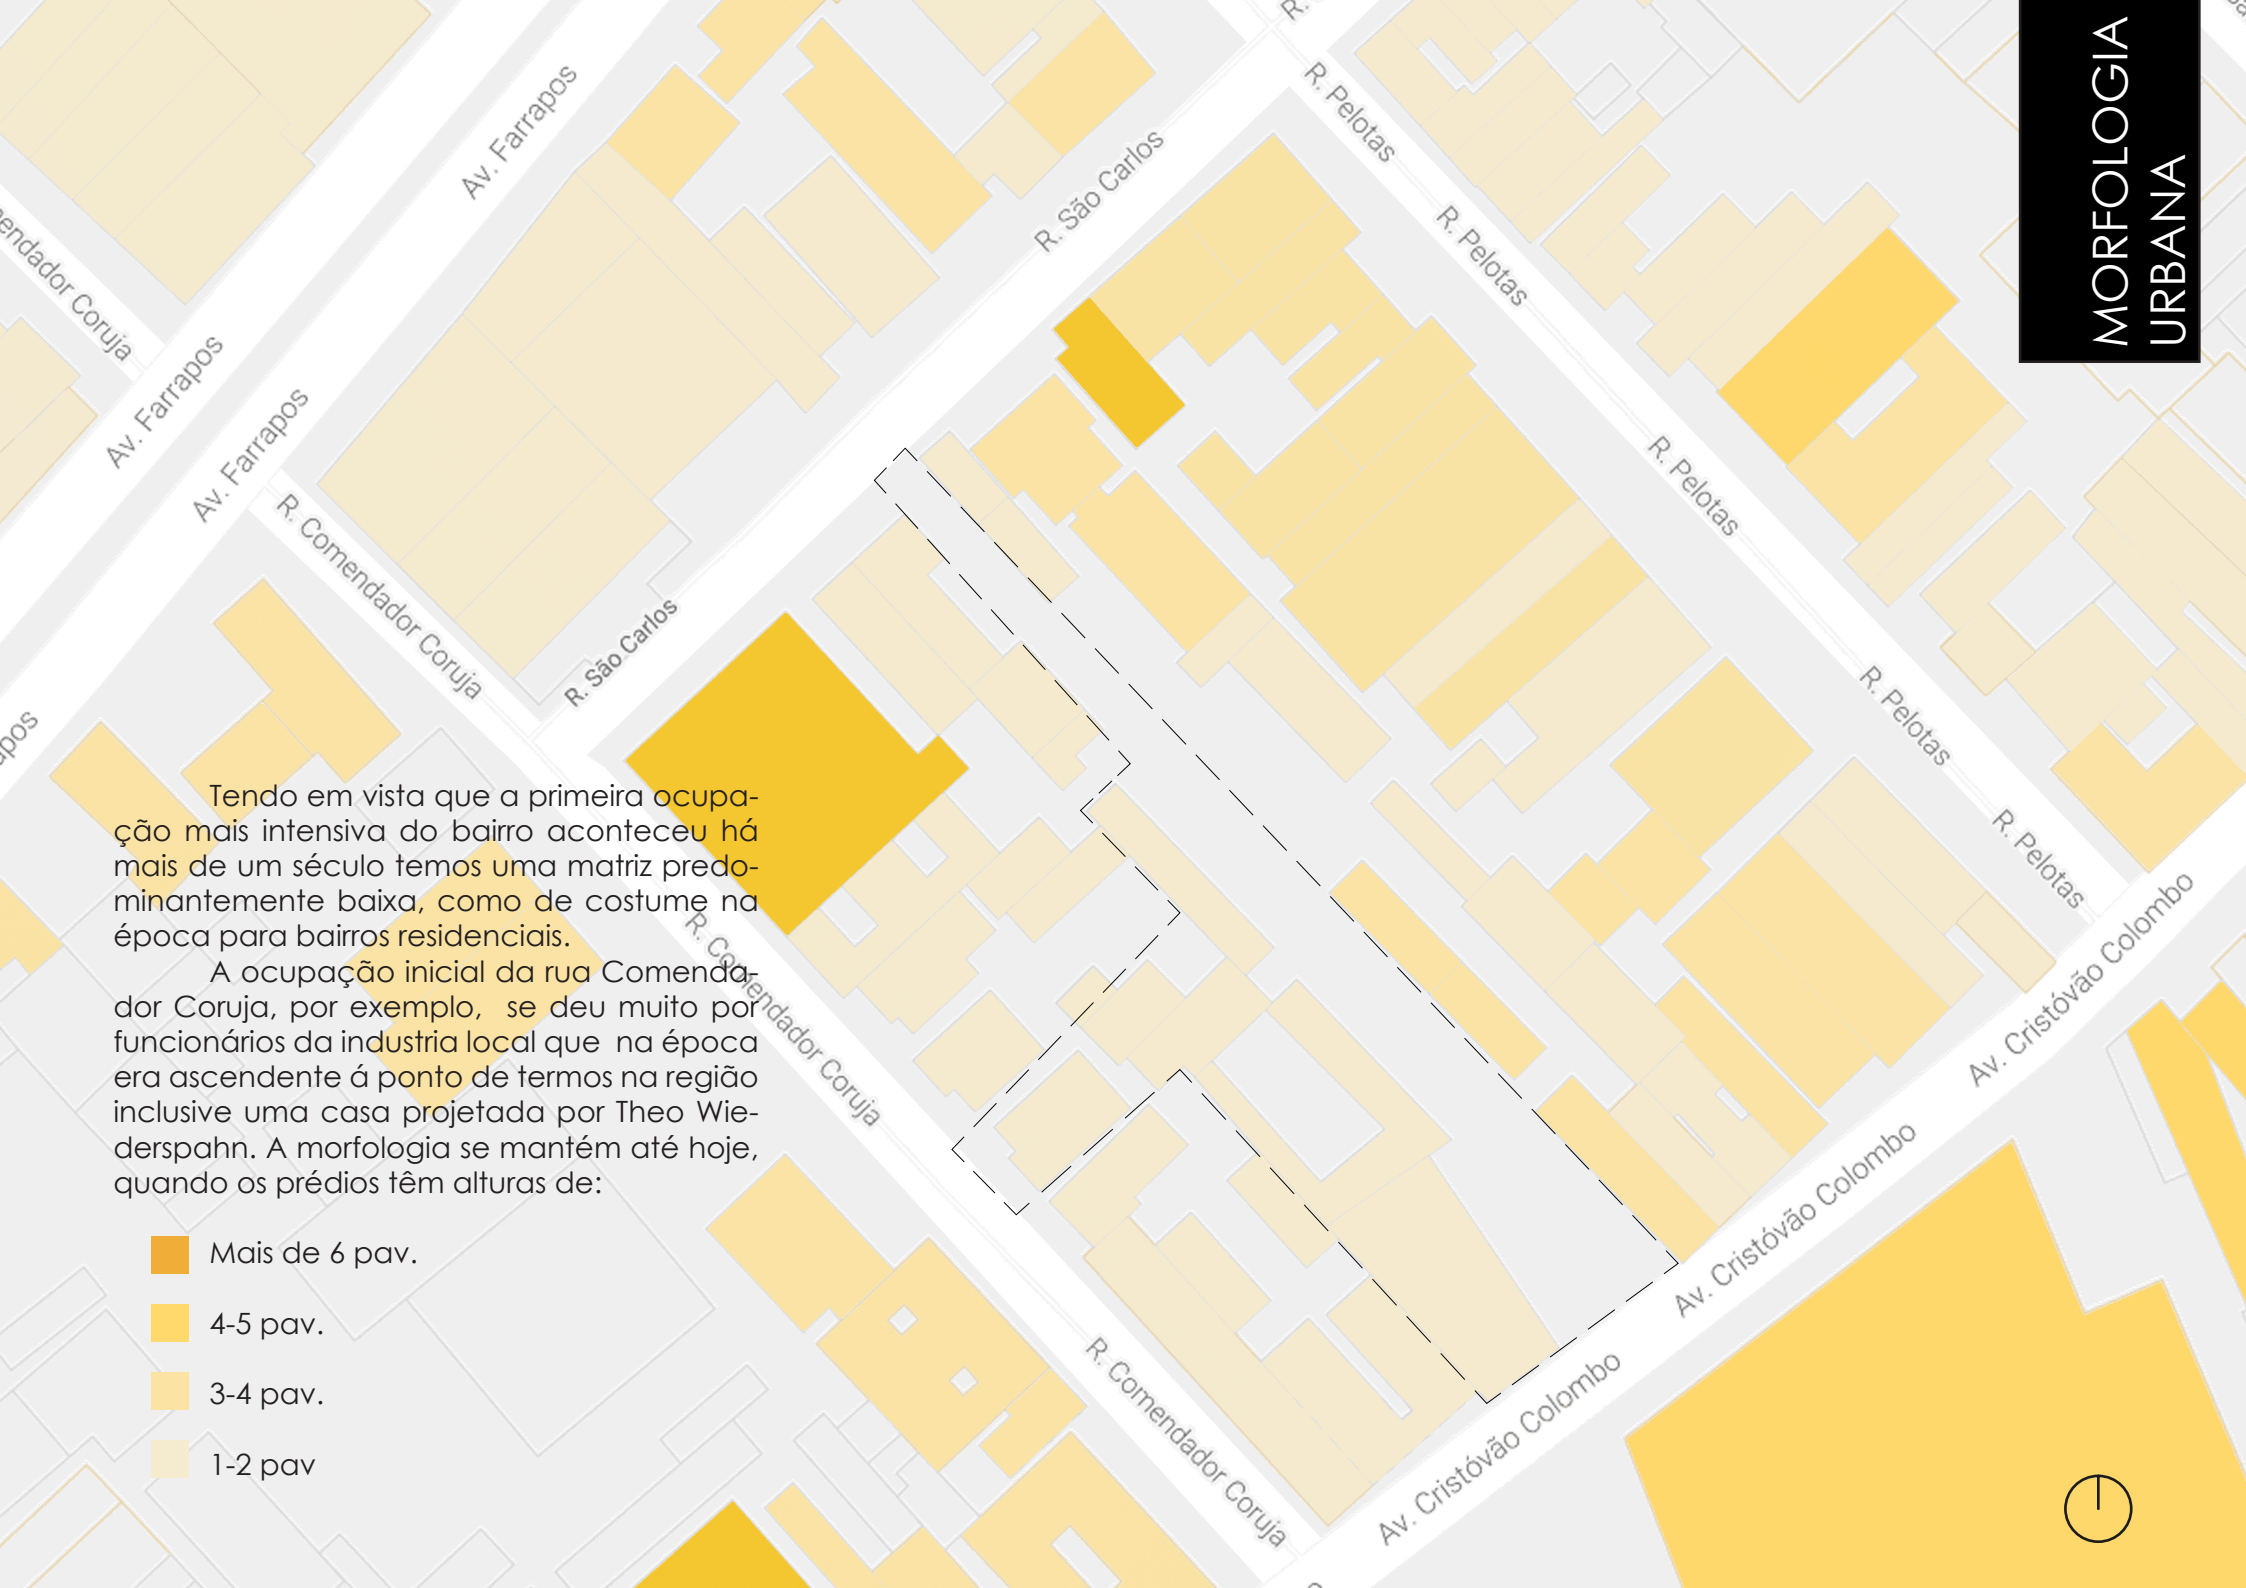 MORFOLOGIA
URBANA
Av. Farrapos
Av. Farrapos
Av. Farrapos
R. Comendador Coruja
R. São Carlos
R. São Carlos
R. Pelotas
R. Pelotas
R. Pelotas
R. Pelotas
R. Pelotas
Tendo em vista que a primeira ocupa-
ção mais intensiva do bairro aconteceu há
mais de um século temos uma matriz predo-
minantemente baixa, como de costume na
época para bairros residenciais.
A ocupação inicial da rua Comenda-
dor Coruja, por exemplo, se deu muito por
funcionários da industria local que na época
era ascendente á ponto de termos na região
inclusive uma casa projetada por Theo Wie-
derspahn. A morfologia se mantém até hoje,
quando os prédios têm alturas de:
Mais de 6 pav.
4-5 pav.
3-4 pav.
1-2 pav
R. Comendador Coruja
R. Comendador Coruja
Av. Cristóvão Colombo
Av. Cristóvão Colombo
Av. Cristóvão Colombo
endador Coruja
pos